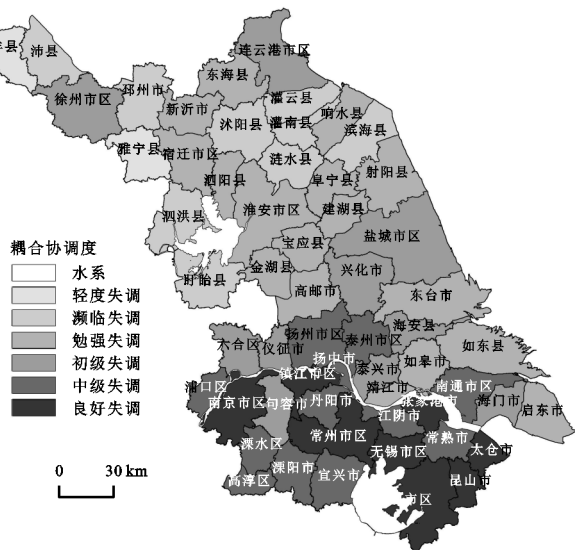 丰县
沛县
连云港市区
东海县
邳州市
徐州市区
新沂市
灌云县
灌南县
响水县
沭阳县
滨海县
雅宁县
宿迁市区
涟水县
泗阳县
阜宁县
射阳县
泗洪县
淮安市区
建湖县
盐城市区
宝应县
金湖县
兴化市
盱眙县
高邮市
东台市
扬州市区
海安县
六合区
仪征市
泰州市区
扬中市
如皋市
如东县
镇江市区
泰兴市
浦口区
靖江市
南通市区
南京市区
句容市
丹阳市
张家港市
江阴市
海门市
启东市
常州市区
常熟市
溧水区
无锡市区
太仓市
高淳区
溧阳市
宜兴市
昆山市
市区
耦合协调度
水系
轻度失调
濒临失调
勉强失调
初级失调
中级失调
良好失调
0 30 km